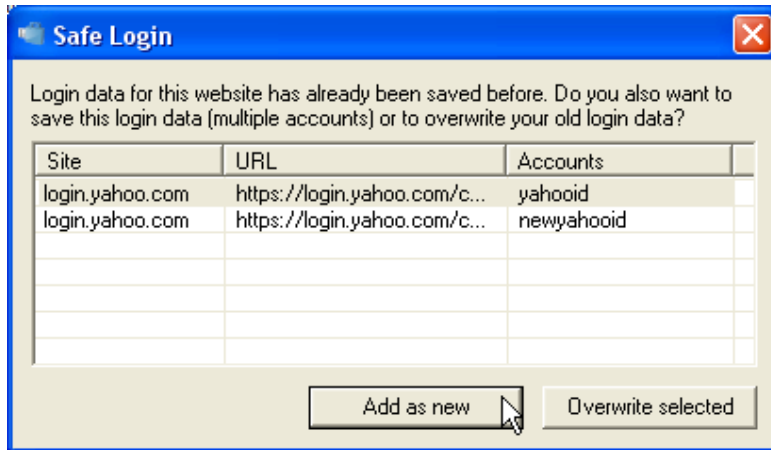 Safe Login
Login data for this website has already been saved before. Do you also want to
save this login data (multiple accounts) or to overwrite your old login data?
Site URL Accounts
login.yahoo.com https://login.yahoo.com/c... yahooid
login.yahoo.com https://login.yahoo.com/c... newyahooid
Add as new Overwrite selected